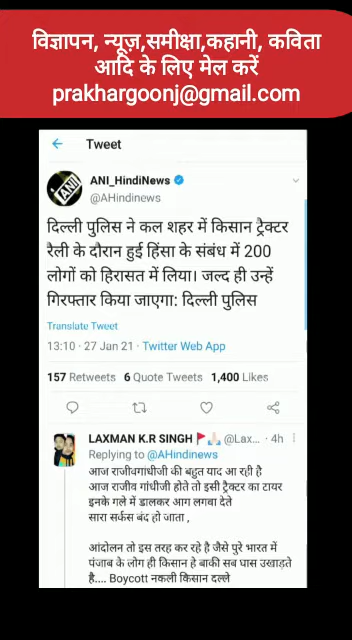 विज्ञापन, न्यूज़,समीक्षा,कहानी, कविता
आदि के लिए मेल करें
prakhargoonj@gmail.com
Tweet
ANI_HindiNews
@AHindinews
दिल्ली पुलिस ने कल शहर में किसान ट्रैक्टर
रैली के दौरान हुई हिंसा के संबंध में 200
लोगों को हिरासत में लिया। जल्द ही उन्हें
गिरफ्तार किया जाएगा: दिल्ली पुलिस
Translate Tweet
13:10 · 27 Jan 21 · Twitter Web App
157 Retweets 6 Quote Tweets 1,400 Likes
LAXMAN K.R SINGH🚩🙏🏻 @Lax... · 4h
Replying to @AHindinews
आज राजीवगांधीजी की बहुत याद आ रही है
आज राजीव गांधीजी होते तो इसी ट्रैक्टर का टायर
इनके गले में डालकर आग लगवा देते
सारा सर्कस बंद हो जाता ,
आंदोलन तो इस तरह कर रहे है जैसे पुरे भारत में
पंजाब के लोग ही किसान हे बाकी सब घास उखाड़ते
है.... Boycott नकली किसान दल्ले
ANI